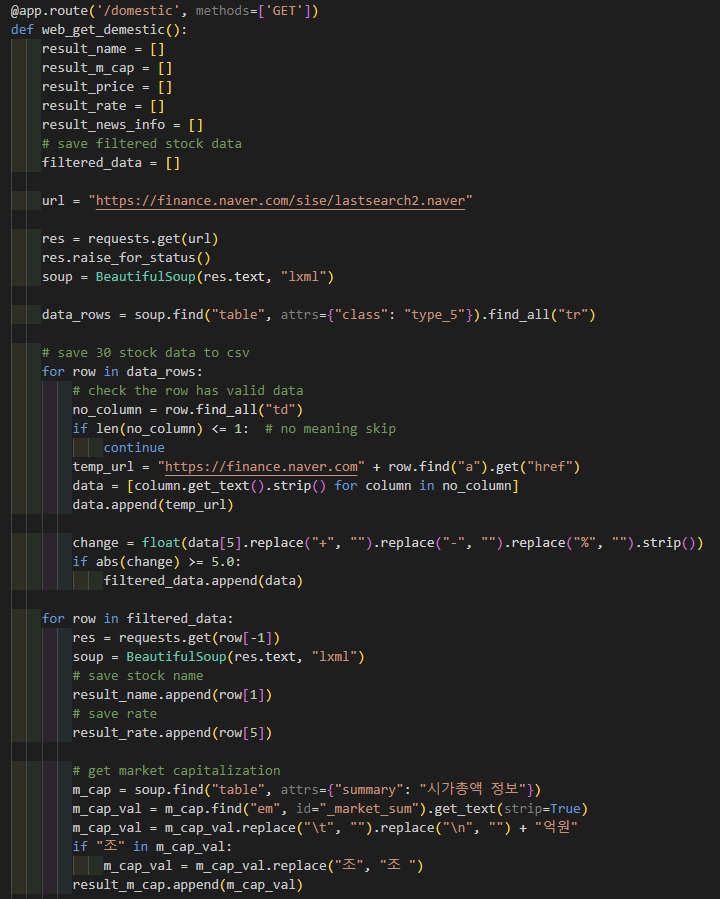 @app.route('/domestic', methods=['GET'])
def web_get_demestic():
    result_name = []
    result_m_cap = []
    result_price = []
    result_rate = []
    result_news_info = []
    # save filtered stock data
    filtered_data = []

    url = "https://finance.naver.com/sise/lastsearch2.naver"

    res = requests.get(url)
    res.raise_for_status()
    soup = BeautifulSoup(res.text, "lxml")

    data_rows = soup.find("table", attrs={"class": "type_5"}).find_all("tr")

    # save 30 stock data to csv
    for row in data_rows:
        # check the row has valid data
        no_column = row.find_all("td")
        if len(no_column) <= 1:  # no meaning skip
            continue
        temp_url = "https://finance.naver.com" + row.find("a").get("href")
        data = [column.get_text().strip() for column in no_column]
        data.append(temp_url)

        change = float(data[5].replace("+", "").replace("-", "").replace("%", "").strip())
        if abs(change) >= 5.0:
            filtered_data.append(data)

    for row in filtered_data:
        res = requests.get(row[-1])
        soup = BeautifulSoup(res.text, "lxml")
        # save stock name
        result_name.append(row[1])
        # save rate
        result_rate.append(row[5])

        # get market capitalization
        m_cap = soup.find("table", attrs={"summary": "시가총액 정보"})
        m_cap_val = m_cap.find("em", id="_market_sum").get_text(strip=True)
        m_cap_val = m_cap_val.replace("\t", "").replace("\n", "") + "억원"
        if "조" in m_cap_val:
            m_cap_val = m_cap_val.replace("조", "조 ")
        result_m_cap.append(m_cap_val)